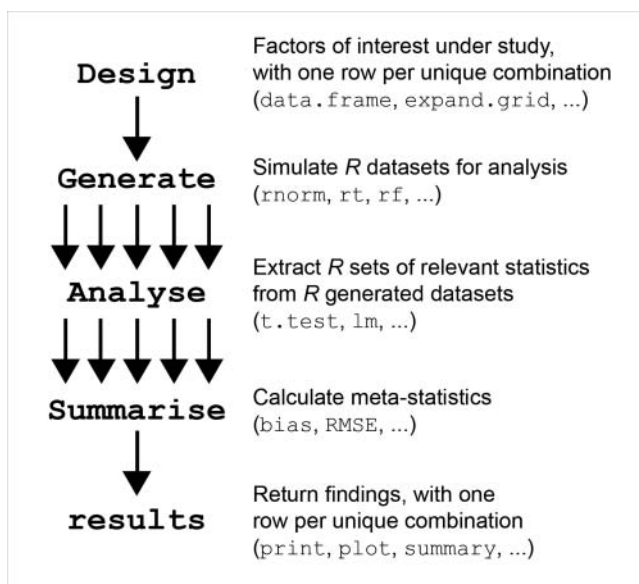 Design
Factors of interest under study,
with one row per unique combination
(data.frame, expand.grid, ...)
Generate
Simulate R datasets for analysis
(rnorm, rt, rf, ...)
Analyse
Extract R sets of relevant statistics
from R generated datasets
(t.test, lm, ...)
Summarise
Calculate meta-statistics
(bias, RMSE, ...)
results
Return findings, with one
row per unique combination
(print, plot, summary, ...)